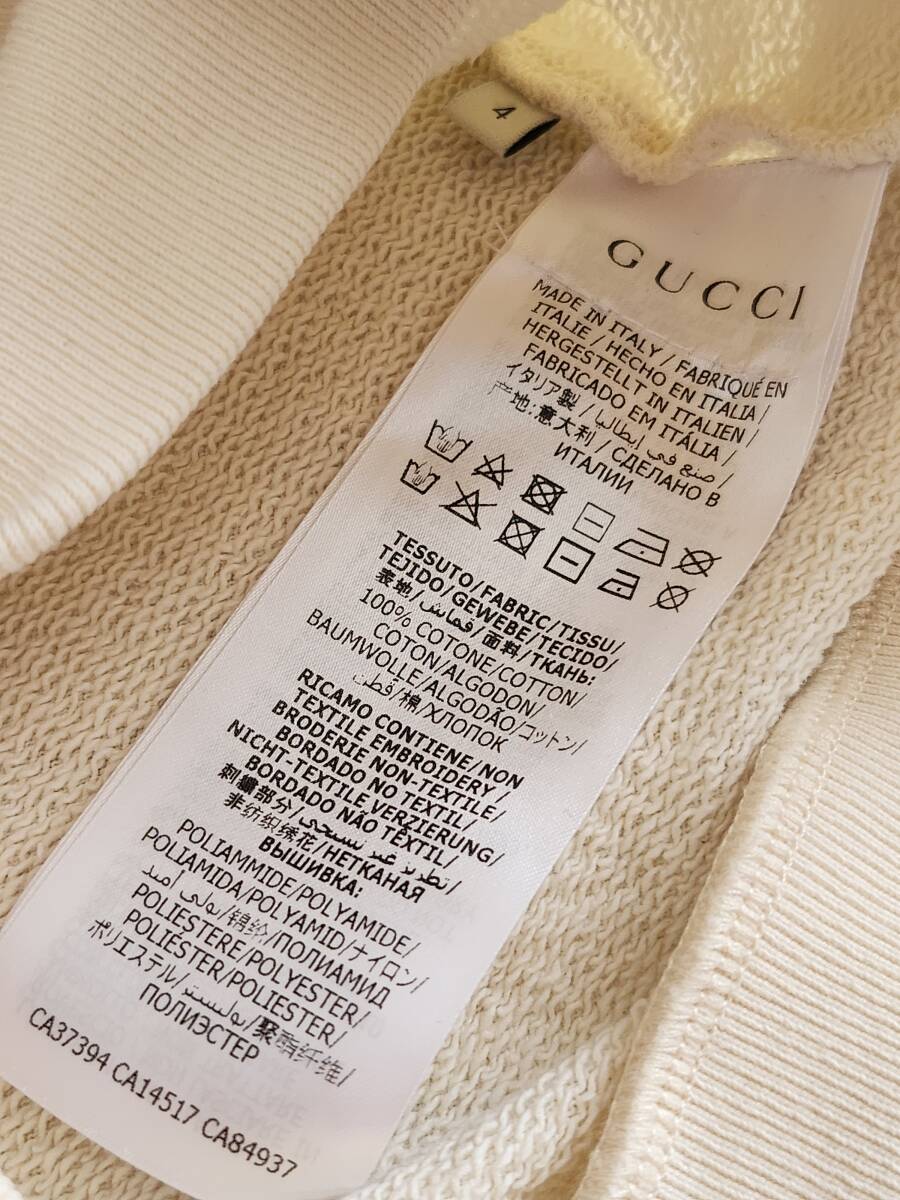 4
GUCCI
MADE IN ITALY / FABRIQUÉ EN
ITALIE / HECHO EN ITALIA /
HERGESTELLT IN ITALIEN /
FABRICADO EM ITÁLIA /
イタリア製 / صنع في ايطاليا /
产地:意大利 / СДЕЛАНО В
ИТАЛИИ
TESSUTO/FABRIC/TISSU/
TEJIDO/GEWEBE/TECIDO/
表地/قماش/面料/ТКАНЬ:
100% COTONE/COTTON/
COTON/ALGODON/
BAUMWOLLE/ALGODÃO/コットン/
قطن/棉/ХЛОПОК
RICAMO CONTIENE/NON
TEXTILE EMBROIDERY/
BRODERIE NON-TEXTILE/
BORDADO NO TEXTIL/
NICHT-TEXTIL VERZIERUNG/
BORDADO NÃO TÊXTIL/
刺繍部分/تطريز غير نسيجي/
非纺织绣花/НЕТКАНАЯ
ВЫШИВКА:
POLIAMMIDE/POLYAMIDE/
POLIAMIDA/POLYAMID/ナイロン/
بولي أميد/锦纶/ПОЛИАМИД
POLIESTERE/POLYESTER/
POLIESTER/POLIESTER/
ポリエステル/بوليستر/聚酯纤维/
ПОЛИЭСТЕР
CA37394 CA14517 CA84937